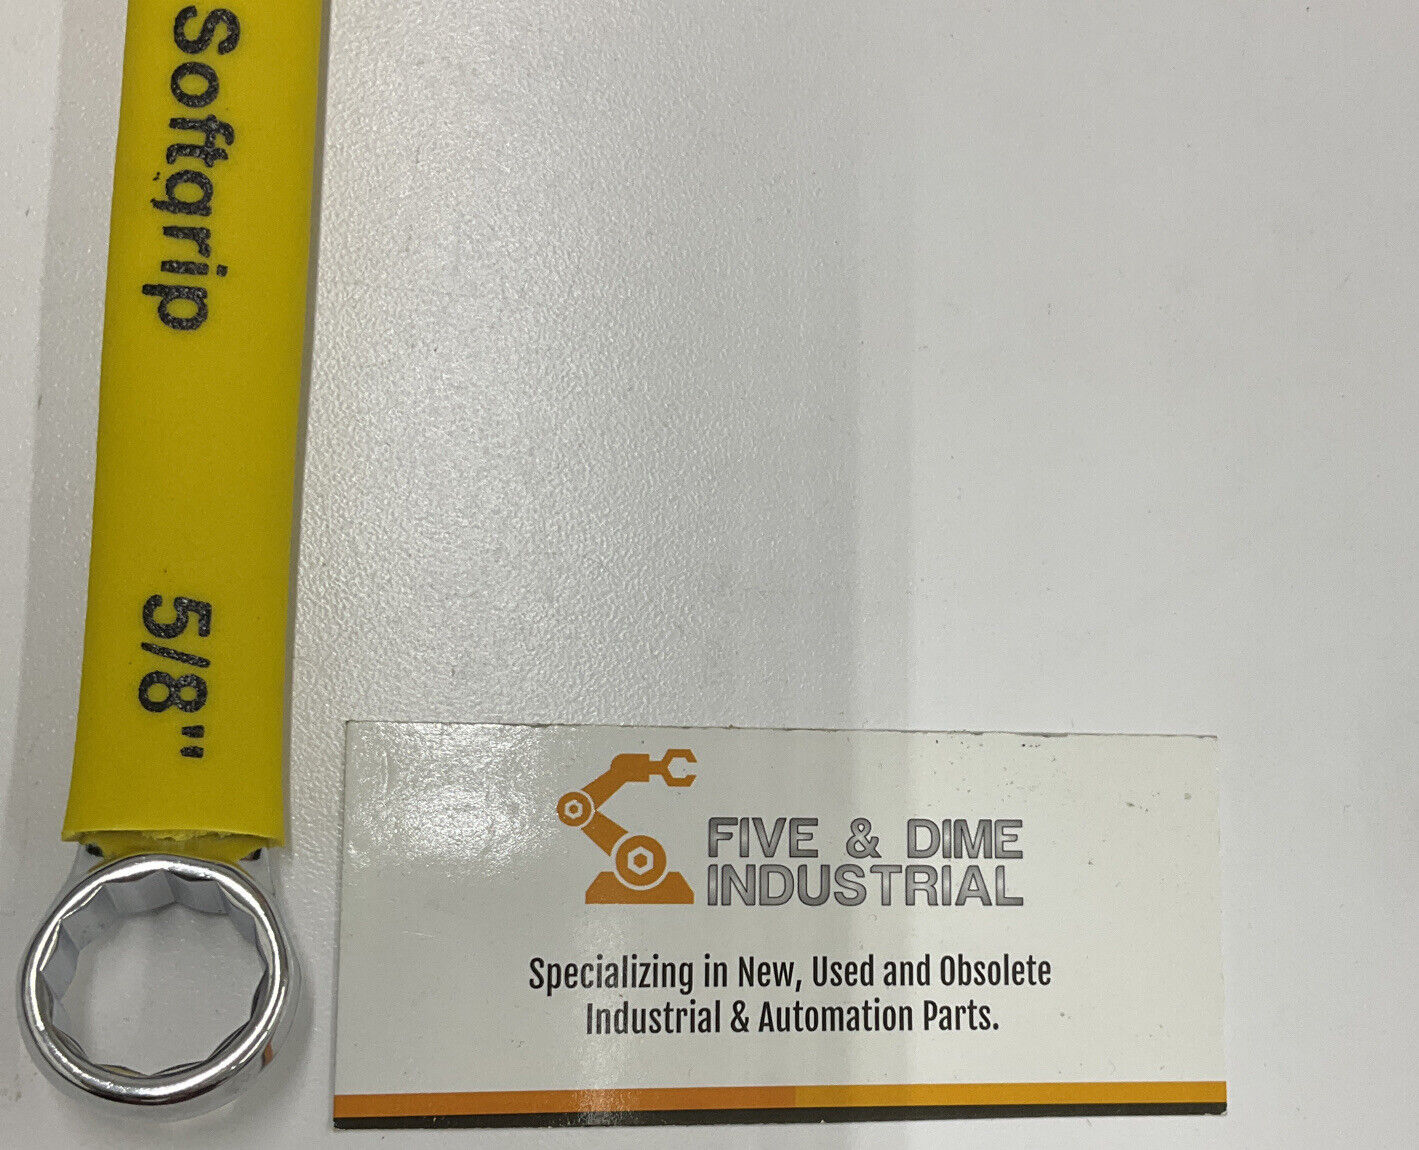 Softgrip
5/8"
FIVE & DIME
INDUSTRIAL
Specializing in New, Used and Obsolete
Industrial & Automation Parts.